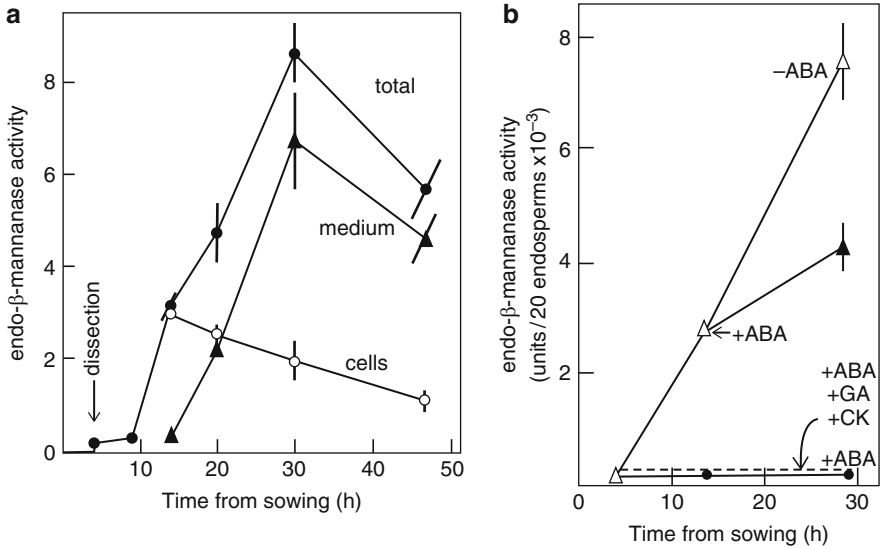 a
endo-β-mannanase activity
8
6
4
2
0
total
medium
cells
dissection
10
20
30
40
50
Time from sowing (h)
b
endo-β-mannanase activity
(units/20 endosperms x10⁻³)
8
6
4
2
–ABA
+ABA
+ABA
+GA
+CK
+ABA
0
10
20
30
Time from sowing (h)